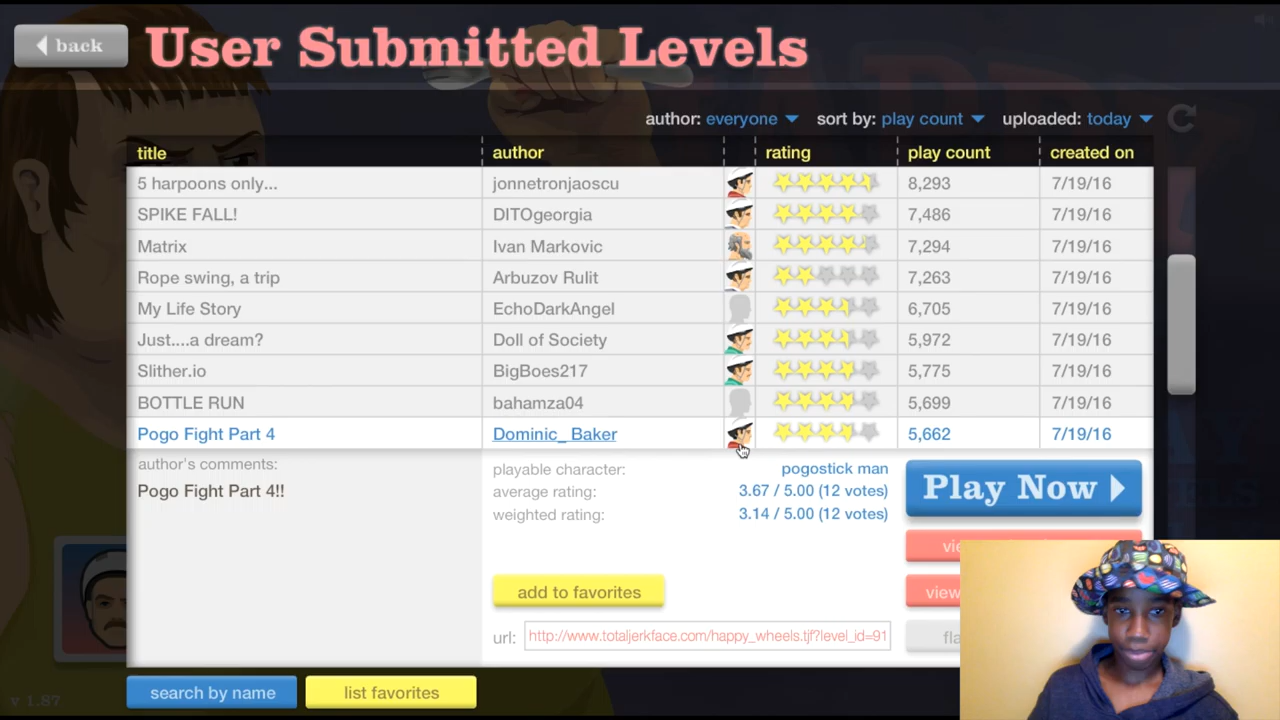 back
User Submitted Levels
author: everyone sort by: play count uploaded: today
title author rating play count created on
5 harpoons only... jonnetronjaoscu 8,293 7/19/16
SPIKE FALL! DITOgeorgia 7,486 7/19/16
Matrix Ivan Markovic 7,294 7/19/16
Rope swing, a trip Arbuzov Rulit 7,263 7/19/16
My Life Story EchoDarkAngel 6,705 7/19/16
Just....a dream? Doll of Society 5,972 7/19/16
Slither.io BigBoes217 5,775 7/19/16
BOTTLE RUN bahamza04 5,699 7/19/16
Pogo Fight Part 4 Dominic_ Baker 5,662 7/19/16
author's comments:
Pogo Fight Part 4!!
playable character: pogostick man
average rating: 3.67 / 5.00 (12 votes)
weighted rating: 3.14 / 5.00 (12 votes)
Play Now
view
add to favorites
url: http://www.totaljerkface.com/happy_wheels.tjf?level_id=91
search by name list favorites
v 1.87